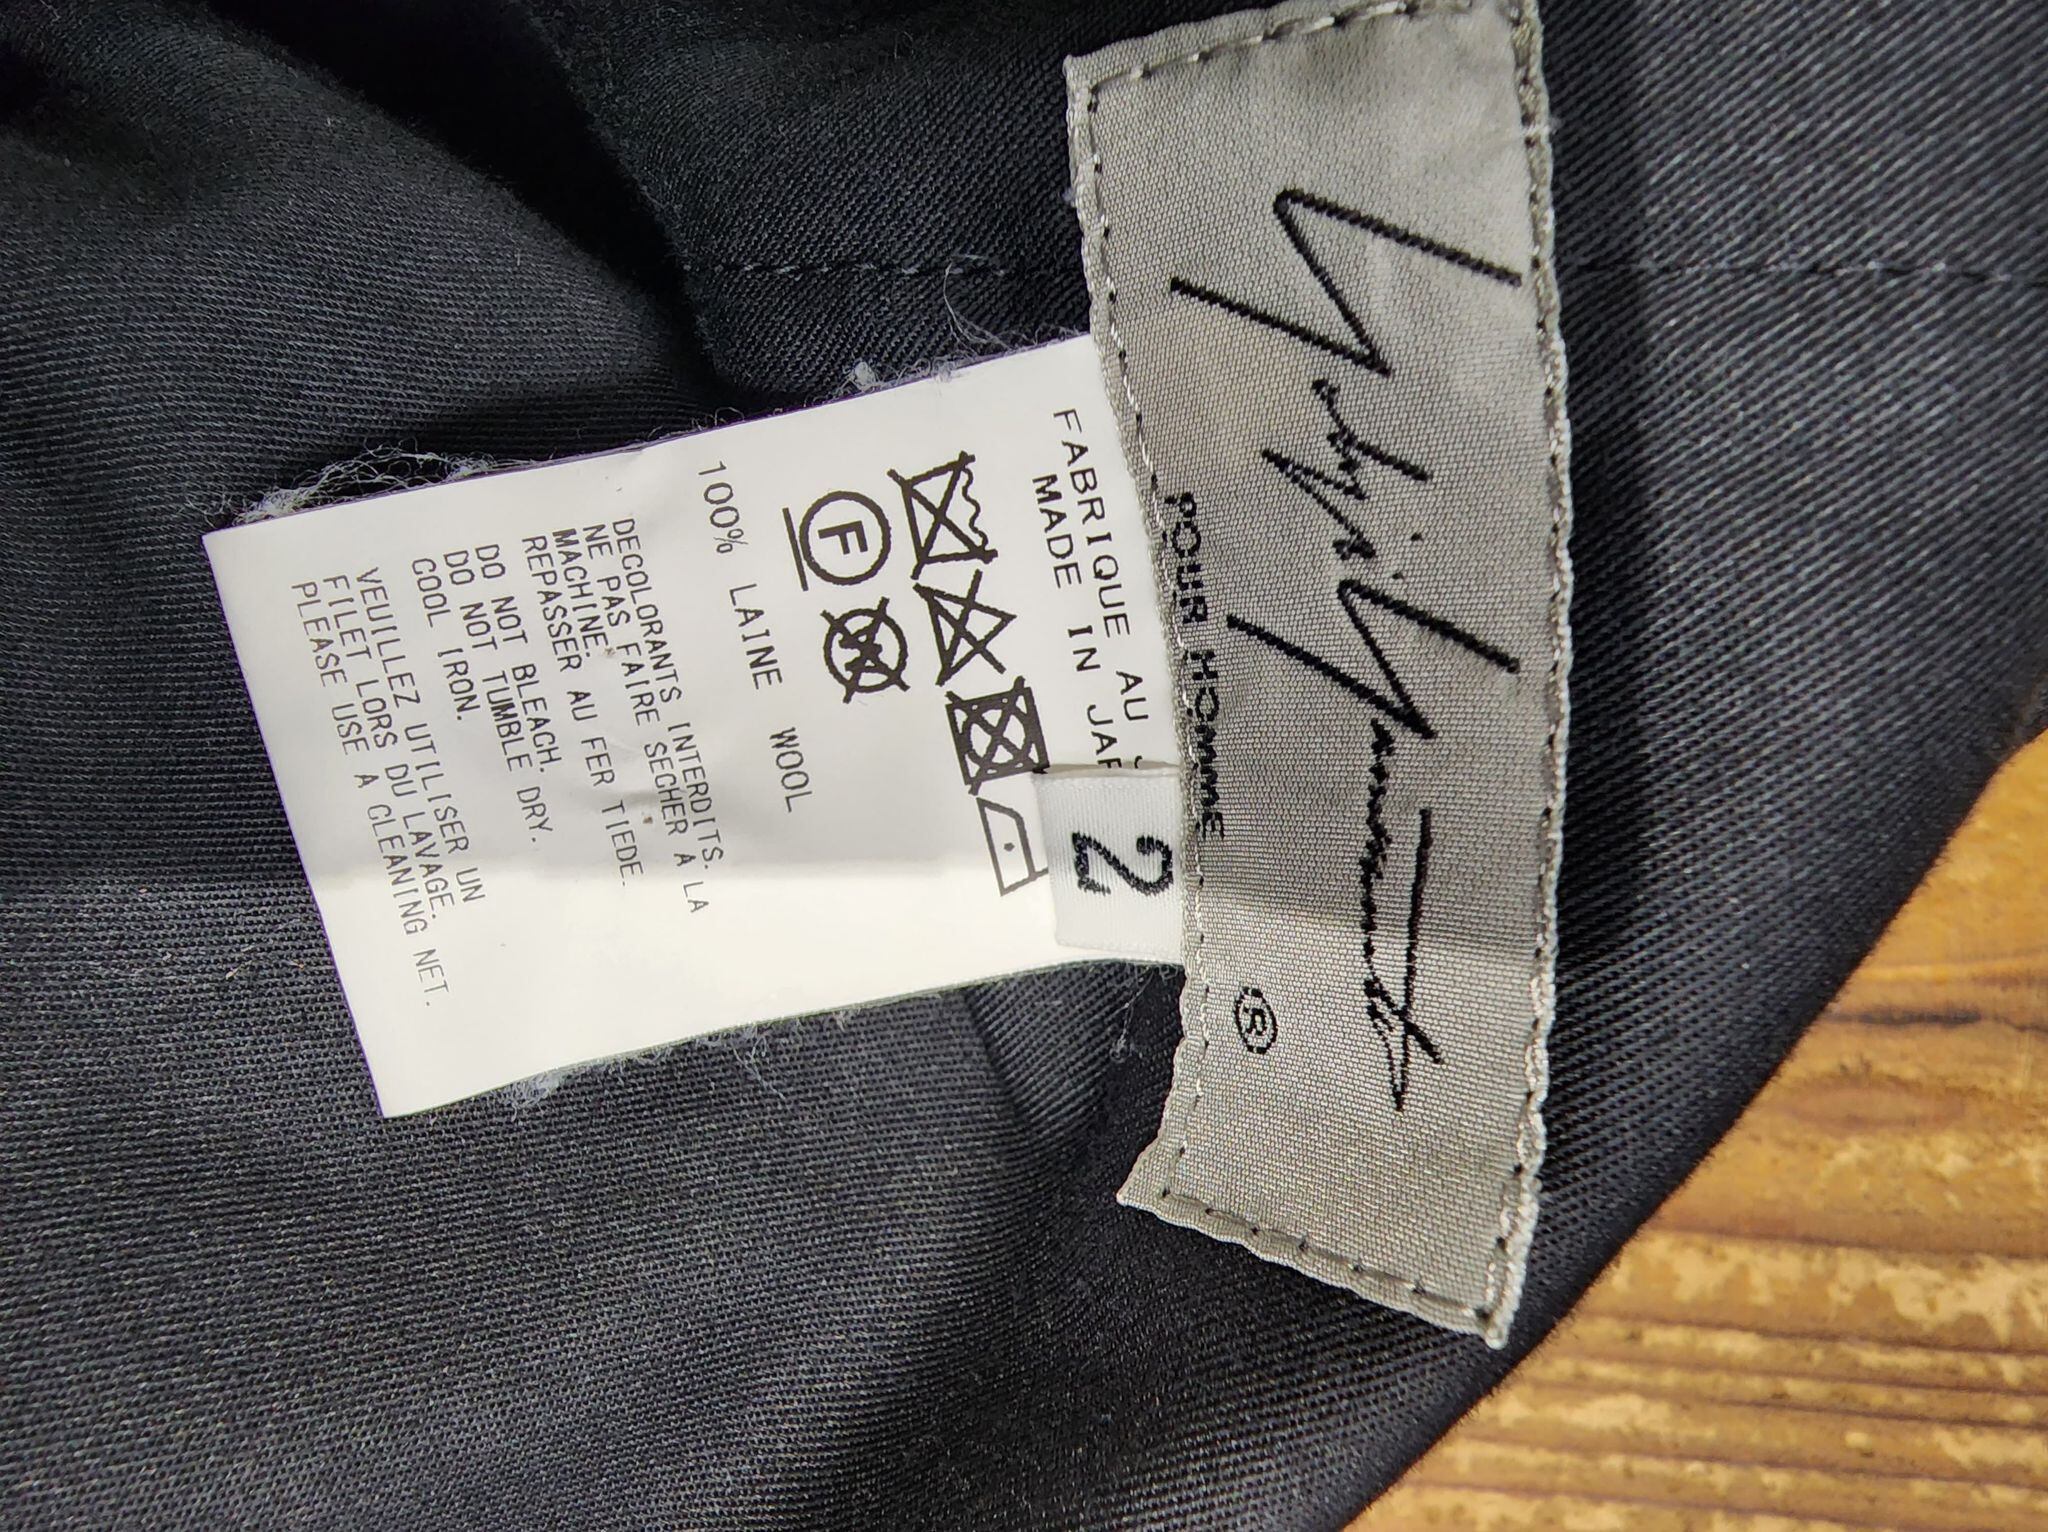 Yohji Yamamoto
POUR HOMME ®
2
FABRIQUE AU
MADE IN
F
W
100% LAINE WOOL
DECOLORANTS INTERDITS.
NE PAS FAIRE SECHER A LA
MACHINE.
REPASSER AU FER TIEDE.
DO NOT BLEACH.
DO NOT TUMBLE DRY.
COOL IRON.
VEUILLEZ UTILISER UN
FILET LORS DU LAVAGE.
PLEASE USE A CLEANING NET.